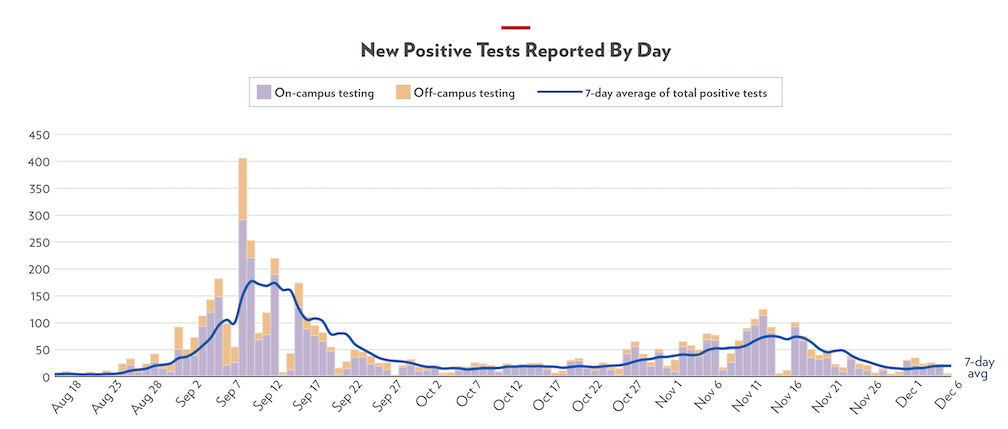 New Positive Tests Reported By Day
On-campus testing Off-campus testing 7-day average of total positive tests
450
400
350
300
250
200
150
100
50
0
7-day
avg
Aug 18 Aug 23 Aug 28 Sep 2 Sep 7 Sep 12 Sep 17 Sep 22 Sep 27 Oct 2 Oct 7 Oct 12 Oct 17 Oct 22 Oct 27 Nov 1 Nov 6 Nov 11 Nov 16 Nov 21 Nov 26 Dec 1 Dec 6